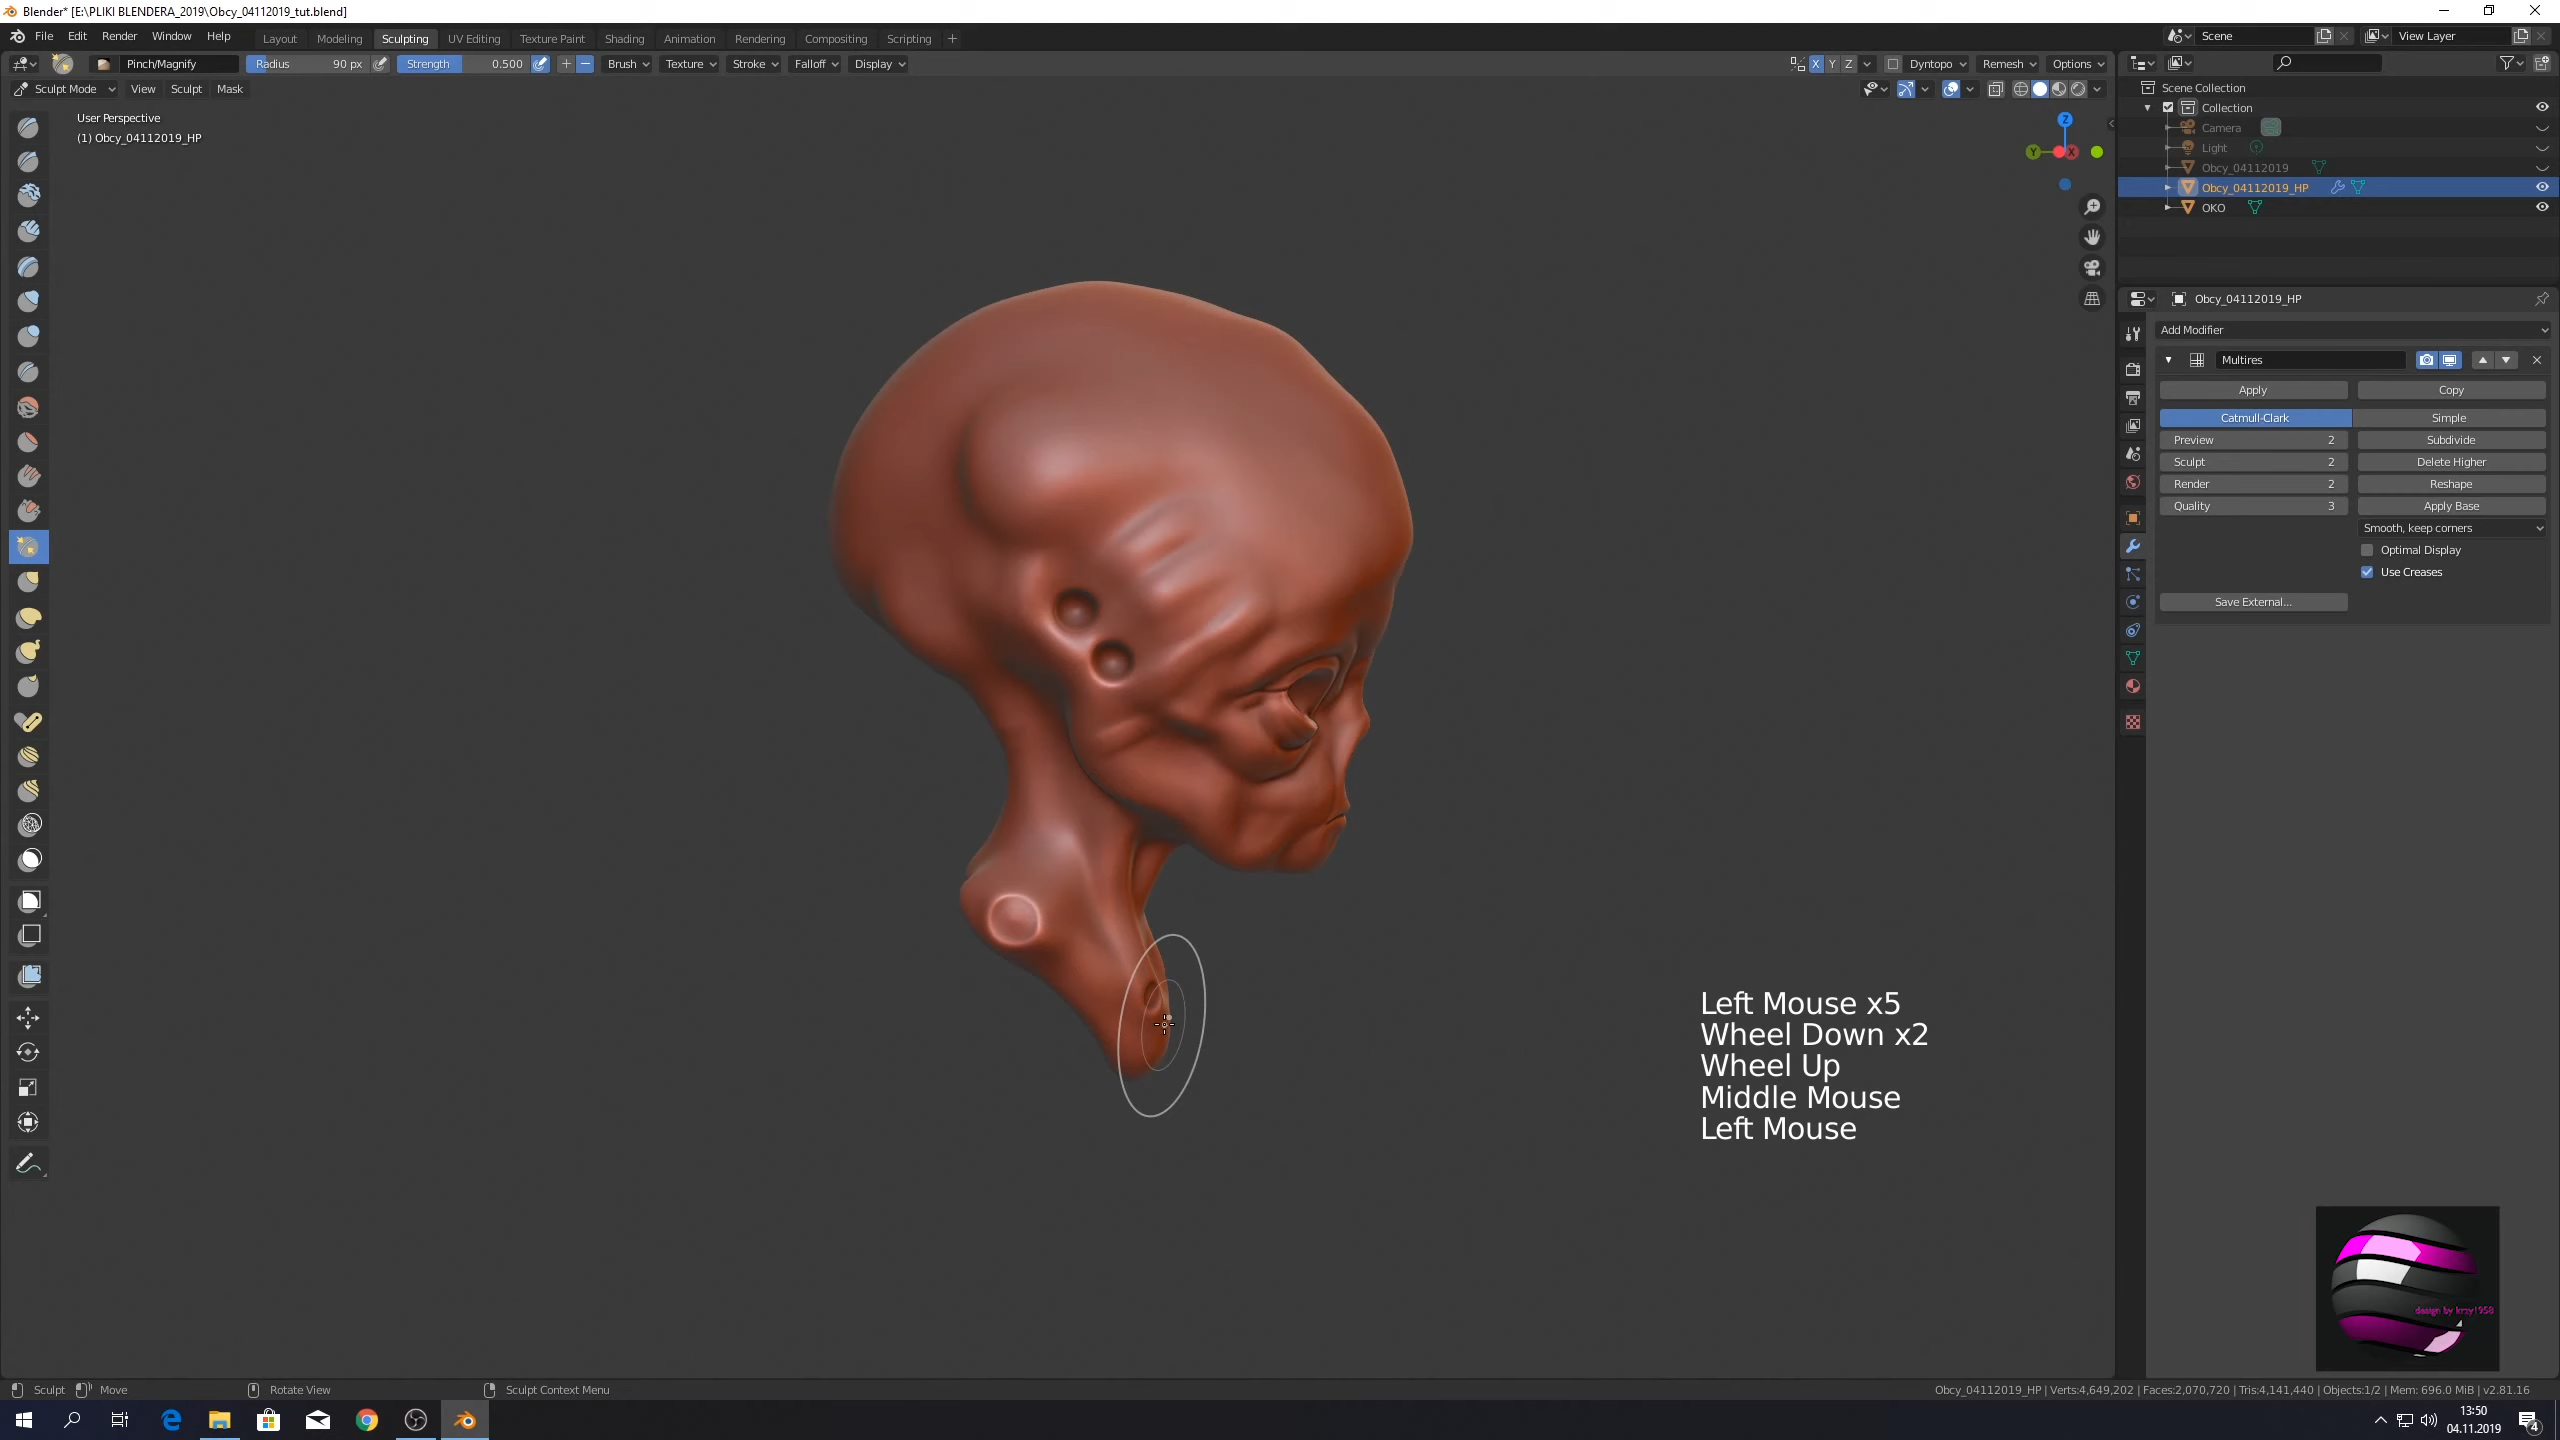 Blender* [E:\PLIKI BLENDERA_2019\Obcy_04112019_tut.blend]
File Edit Render Window Help
Layout Modeling Sculpting UV Editing Texture Paint Shading Animation Rendering Compositing Scripting +
Scene
View Layer
Pinch/Magnify
Radius 90 px
Strength 0.500
Brush Texture Stroke Falloff Display
X Y Z
Dyntopo Remesh Options
Sculpt Mode View Sculpt Mask
User Perspective
(1) Obcy_04112019_HP
Z
Y
X
Scene Collection
Collection
Camera
Light
Obcy_04112019
Obcy_04112019_HP
OKO
Obcy_04112019_HP
Add Modifier
Multires
Apply Copy
Catmull-Clark Simple
Preview 2 Subdivide
Sculpt 2 Delete Higher
Render 2 Reshape
Quality 3 Apply Base
Smooth, keep corners
Optimal Display
Use Creases
Save External...
Left Mouse x5
Wheel Down x2
Wheel Up
Middle Mouse
Left Mouse
design by krzy1958
Sculpt Move Rotate View Sculpt Context Menu
Obcy_04112019_HP | Verts:4,649,202 | Faces:2,070,720 | Tris:4,141,440 | Objects:1/2 | Mem: 696.0 MiB | v2.81.16
13:50
04.11.2019
4